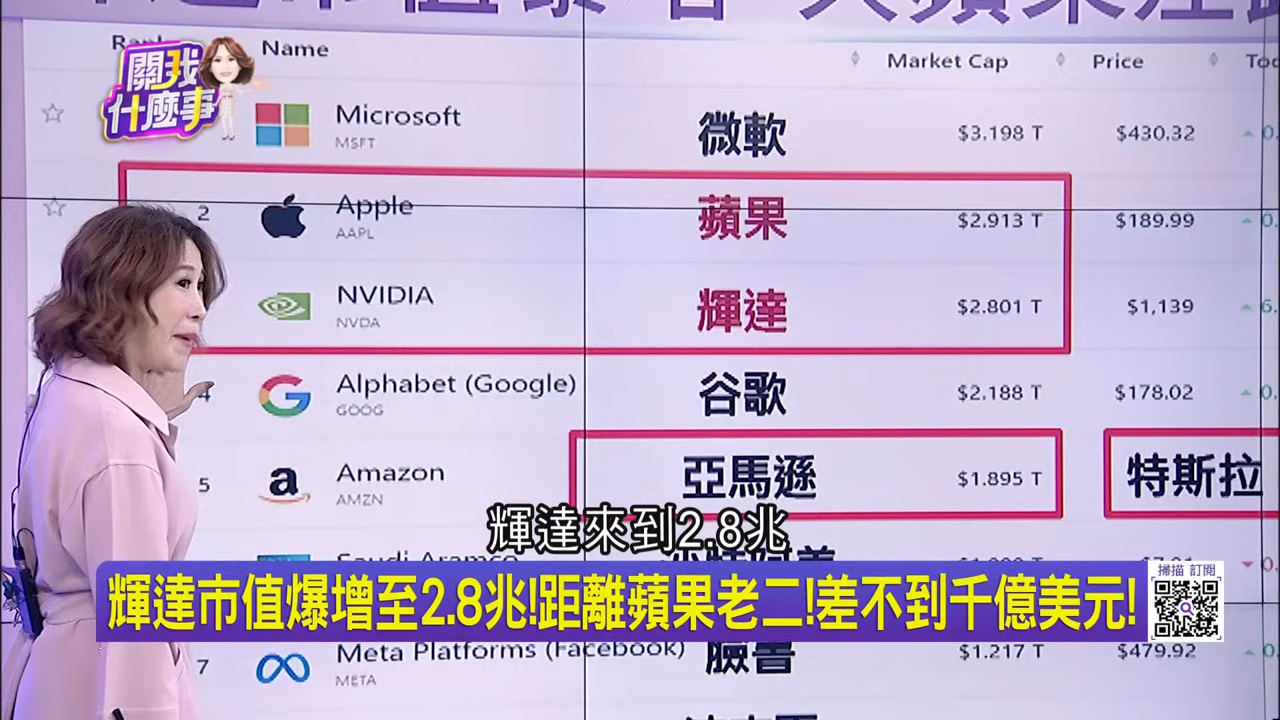 Name
Market Cap
Price
關我
什麼事
Microsoft
MSFT
微軟
$3.198 T
$430.32
2
Apple
AAPL
蘋果
$2.913 T
$189.99
NVIDIA
NVDA
輝達
$2.801 T
$1,139
4
Alphabet (Google)
GOOG
谷歌
$2.188 T
$178.02
5
Amazon
AMZN
亞馬遜
$1.895 T
特斯拉
輝達來到2.8兆
輝達市值爆增至2.8兆!距離蘋果老二!差不到千億美元!
掃描 訂閱
7
Meta Platforms (Facebook)
META
臉書
$1.217 T
$479.92